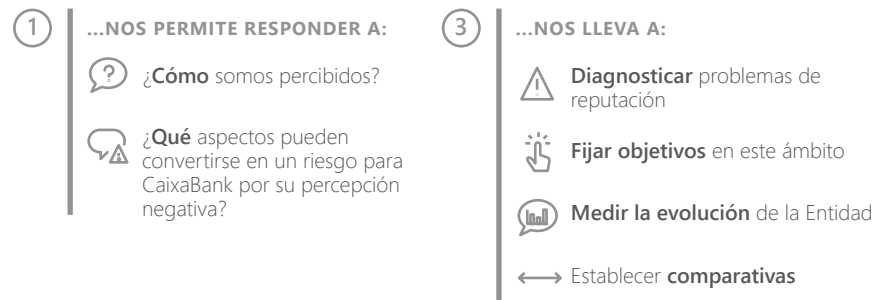 1
...NOS PERMITE RESPONDER A:
¿Cómo somos percibidos?
¿Qué aspectos pueden
convertirse en un riesgo para
CaixaBank por su percepción
negativa?
3
...NOS LLEVA A:
Diagnosticar problemas de
reputación
Fijar objetivos en este ámbito
Medir la evolución de la Entidad
Establecer comparativas